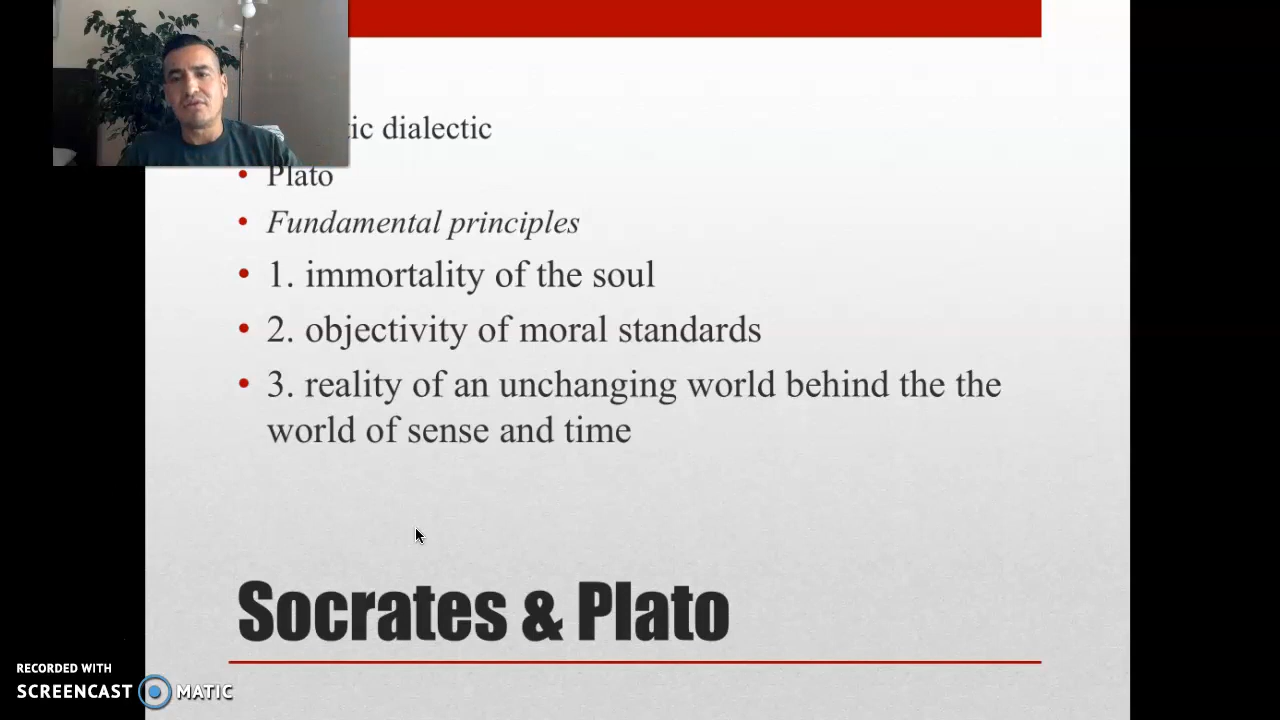 tic dialectic
• Plato
• Fundamental principles
• 1. immortality of the soul
• 2. objectivity of moral standards
• 3. reality of an unchanging world behind the the
world of sense and time
Socrates & Plato
RECORDED WITH
SCREENCAST MATIC